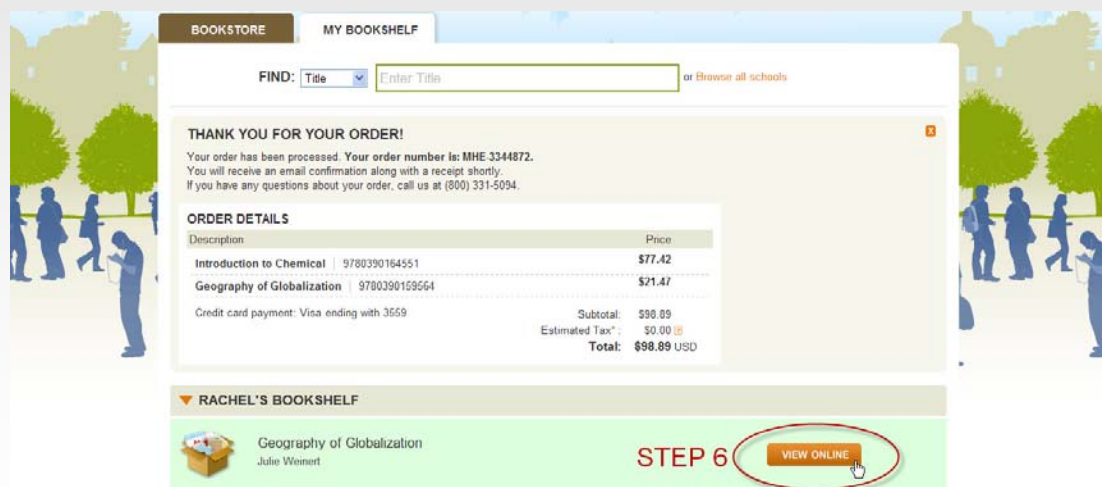 BOOKSTORE MY BOOKSHELF
FIND: Title Enter Title or Browse all schools
THANK YOU FOR YOUR ORDER!
Your order has been processed. Your order number is: MHE-3344872.
You will receive an email confirmation along with a receipt shortly.
If you have any questions about your order, call us at (800) 331-5094.
ORDER DETAILS
Description Price
Introduction to Chemical | 9780390164551 $77.42
Geography of Globalization | 9780390159564 $21.47
Credit card payment: Visa ending with 3559 Subtotal: $98.89
Estimated Tax*: $0.00
Total: $98.89 USD
RACHEL'S BOOKSHELF
Geography of Globalization
Julie Weinert
STEP 6 VIEW ONLINE